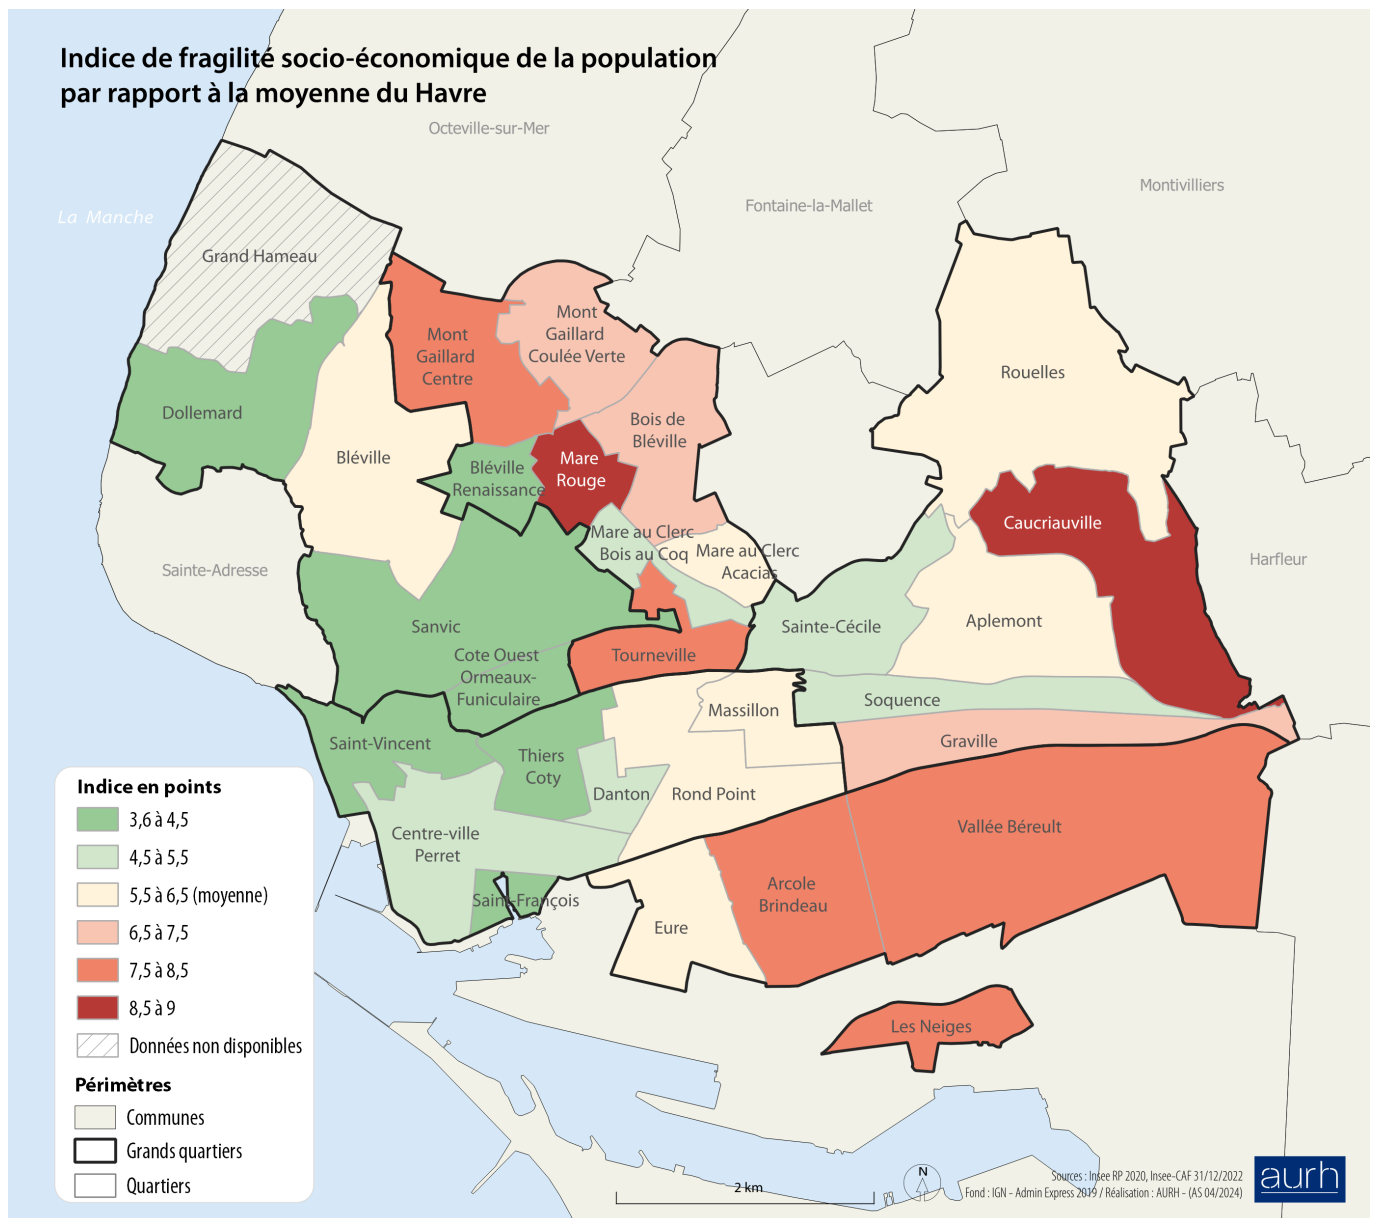 Indice de fragilité socio-économique de la population
par rapport à la moyenne du Havre
Octeville-sur-Mer
Montivilliers
Fontaine-la-Mallet
La Manche
Grand Hameau
Mont
Gaillard
Coulée Verte
Mont
Gaillard
Centre
Rouelles
Dollemard
Bois de
Bléville
Bléville
Mare
Rouge
Bléville
Renaissance
Caucriauville
Mare au Clerc
Bois au Coq
Mare au Clerc
Acacias
Harfleur
Sainte-Adresse
Sanvic
Sainte-Cécile
Aplemont
Cote Ouest
Ormeaux-
Funiculaire
Tourneville
Soquence
Massillon
Graville
Saint-Vincent
Thiers
Coty
Danton
Rond Point
Vallée Béreult
Centre-ville
Perret
Arcole
Brindeau
Saint-François
Eure
Les Neiges
Indice en points
3,6 à 4,5
4,5 à 5,5
5,5 à 6,5 (moyenne)
6,5 à 7,5
7,5 à 8,5
8,5 à 9
Données non disponibles
Périmètres
Communes
Grands quartiers
Quartiers
2 km
N
Sources : Insee RP 2020, Insee-CAF 31/12/2022
Fond : IGN - Admin Express 2019 / Réalisation : AURH - (AS 04/2024)
aurh